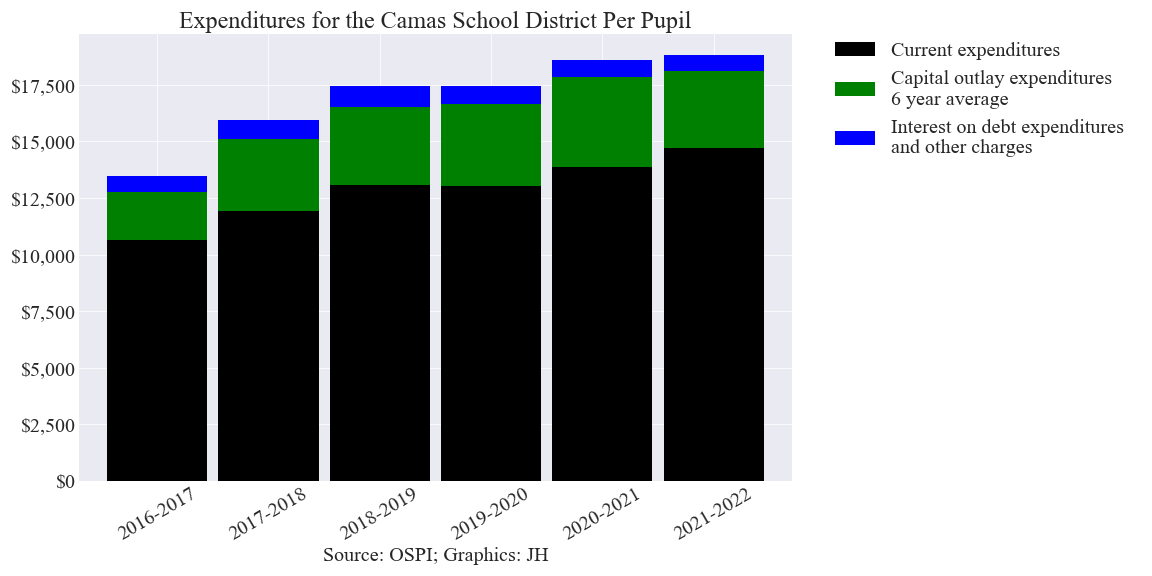 Expenditures for the Camas School District Per Pupil
$17,500
$15,000
$12,500
$10,000
$7,500
$5,000
$2,500
$0
2016-2017
2017-2018
2018-2019
2019-2020
2020-2021
2021-2022
Source: OSPI; Graphics: JH
Current expenditures
Capital outlay expenditures
6 year average
Interest on debt expenditures
and other charges